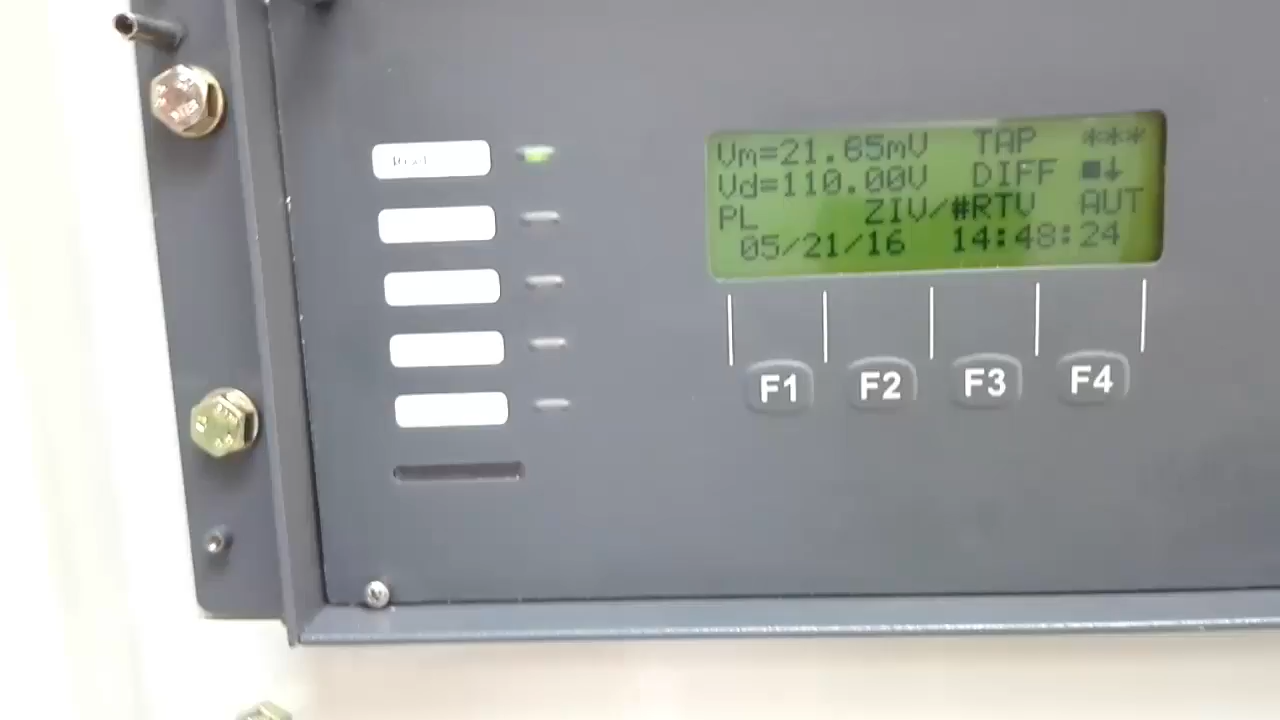 Vm=21.65mV TAP ***
Vd=110.00V DIFF ■↓
PL ZIV/#RTV AUT
05/21/16 14:48:24
F1 F2 F3 F4